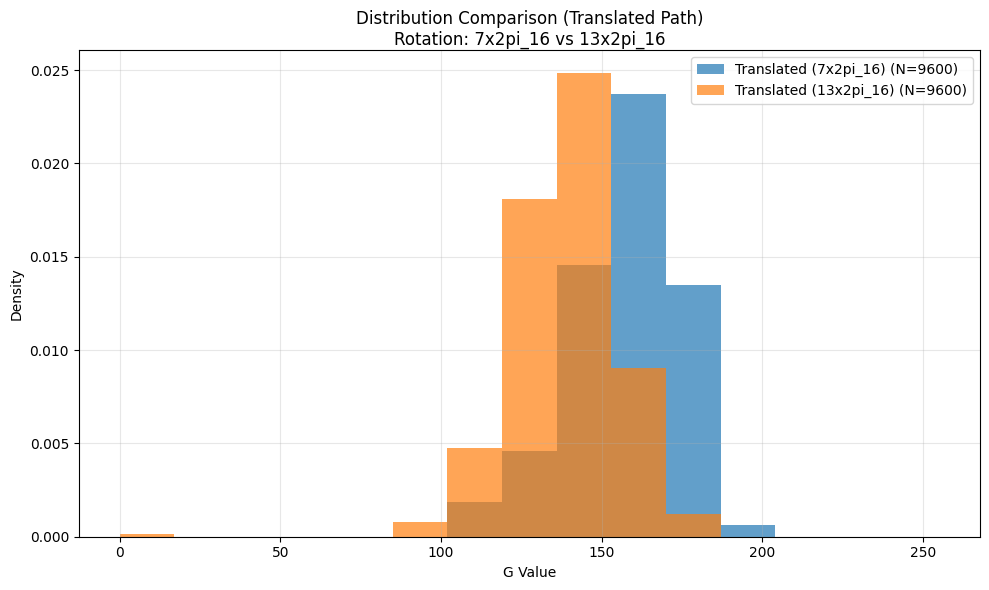 Distribution Comparison (Translated Path)
Rotation: 7x2pi_16 vs 13x2pi_16
Translated (7x2pi_16) (N=9600)
Translated (13x2pi_16) (N=9600)
Density
0.025
0.020
0.015
0.010
0.005
0.000
0 50 100 150 200 250
G Value